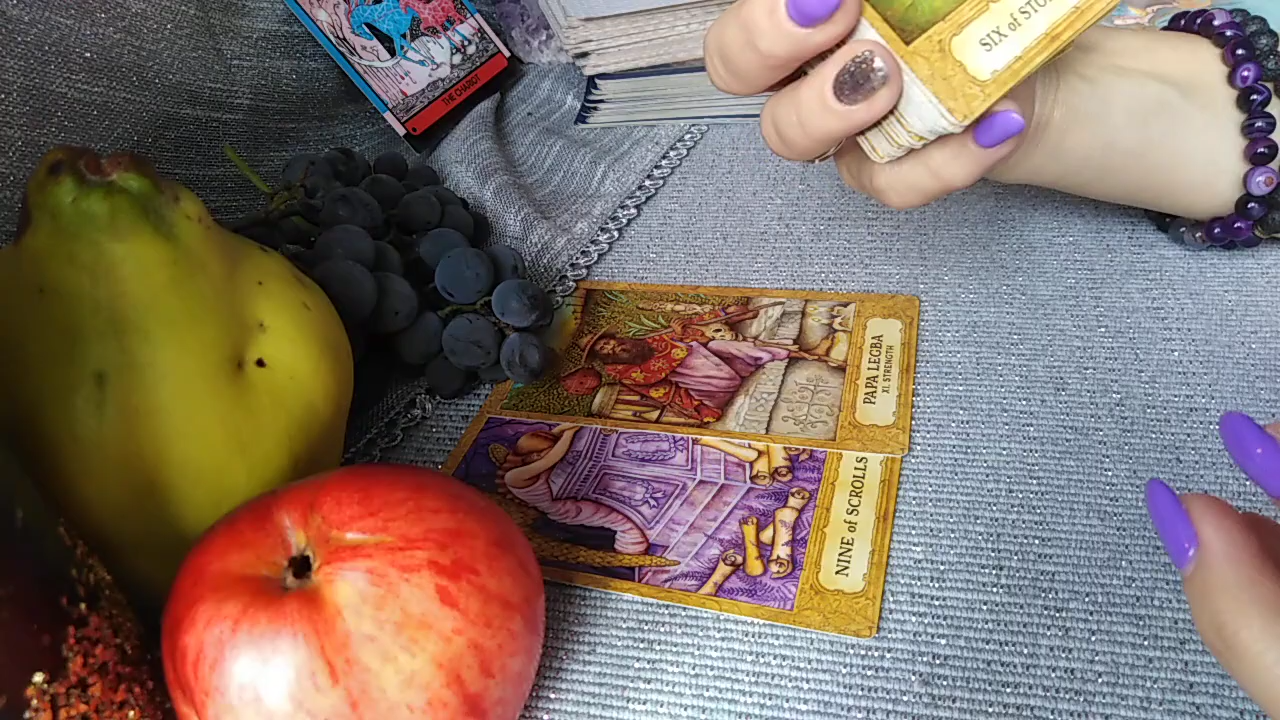 THE CHARIOT
SIX of STO
PAPA LEGBA
XI. STRENGTH
NINE of SCROLLS